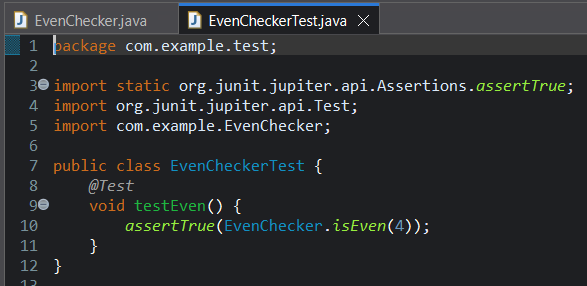 EvenChecker.java EvenCheckerTest.java
1 package com.example.test;
2
3 import static org.junit.jupiter.api.Assertions.assertTrue;
4 import org.junit.jupiter.api.Test;
5 import com.example.EvenChecker;
6
7 public class EvenCheckerTest {
8     @Test
9     void testEven() {
10         assertTrue(EvenChecker.isEven(4));
11     }
12 }
13